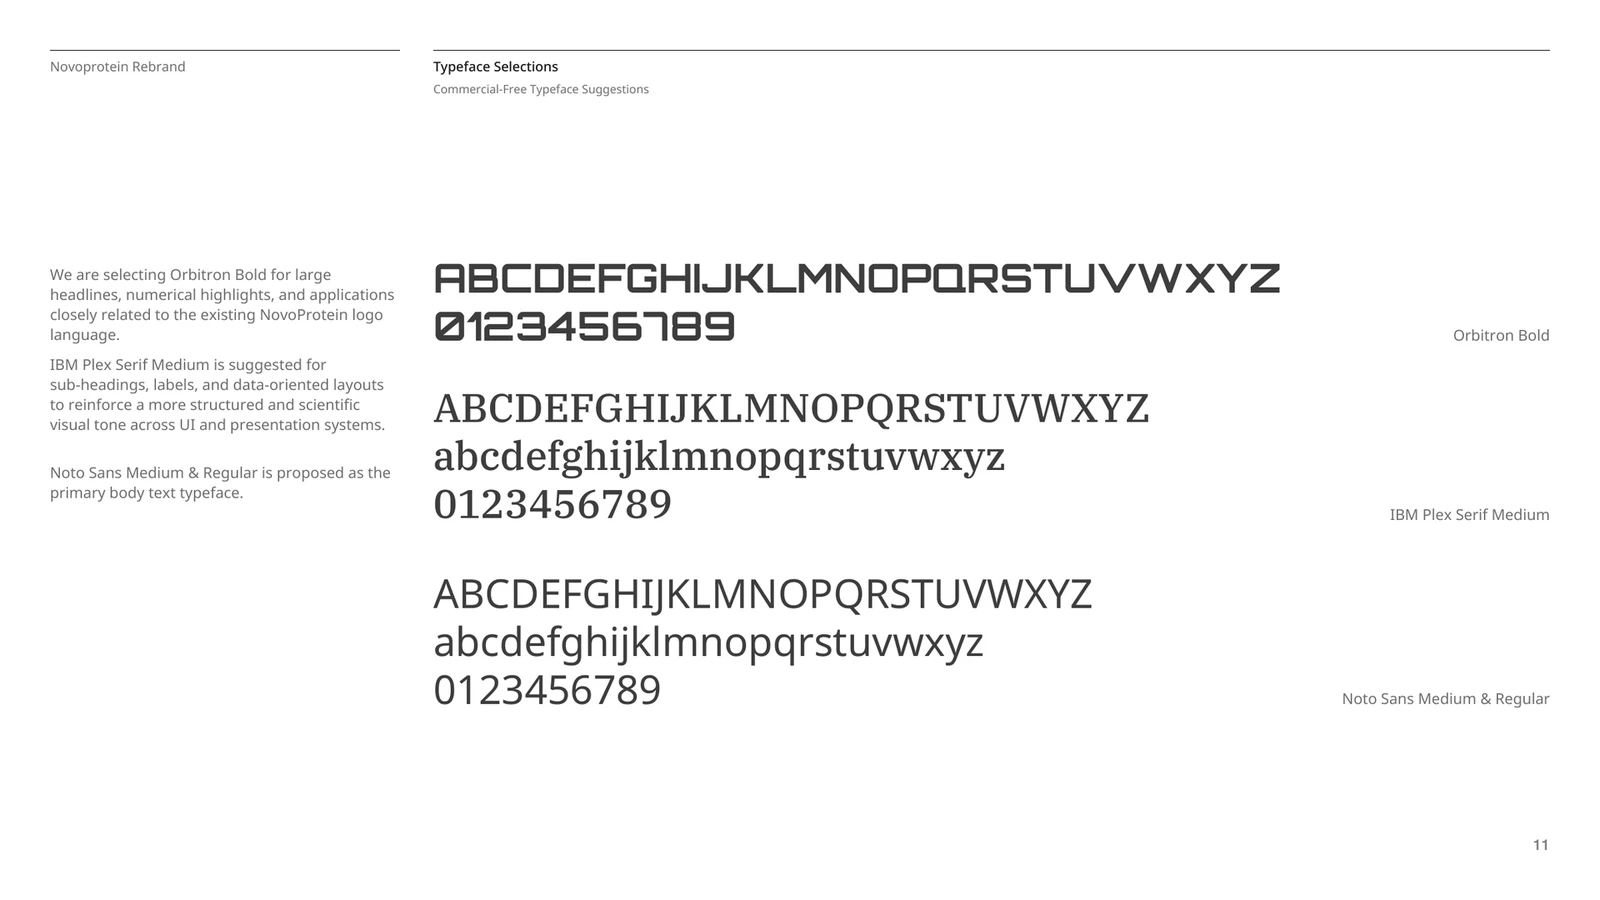 Novoprotein Rebrand
Typeface Selections
Commercial-Free Typeface Suggestions
We are selecting Orbitron Bold for large
headlines, numerical highlights, and applications
closely related to the existing NovoProtein logo
language.
IBM Plex Serif Medium is suggested for
sub-headings, labels, and data-oriented layouts
to reinforce a more structured and scientific
visual tone across UI and presentation systems.
Noto Sans Medium & Regular is proposed as the
primary body text typeface.
ABCDEFGHIJKLMNOPQRSTUVWXYZ
0123456789
Orbitron Bold
ABCDEFGHIJKLMNOPQRSTUVWXYZ
abcdefghijklmnopqrstuvwxyz
0123456789
IBM Plex Serif Medium
ABCDEFGHIJKLMNOPQRSTUVWXYZ
abcdefghijklmnopqrstuvwxyz
0123456789
Noto Sans Medium & Regular
11